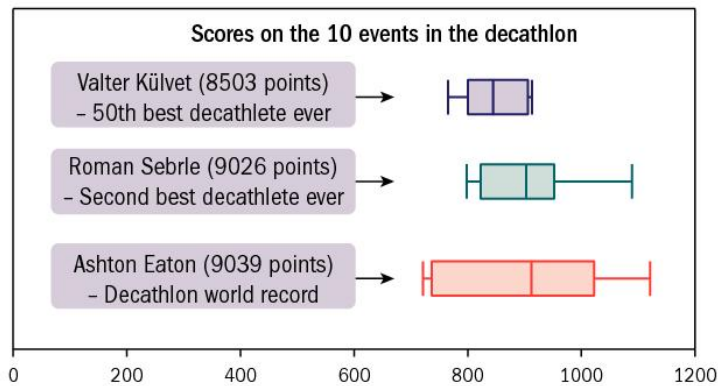 Scores on the 10 events in the decathlon
Valter Külvet (8503 points)
– 50th best decathlete ever
Roman Sebrle (9026 points)
– Second best decathlete ever
Ashton Eaton (9039 points)
– Decathlon world record
0 200 400 600 800 1000 1200